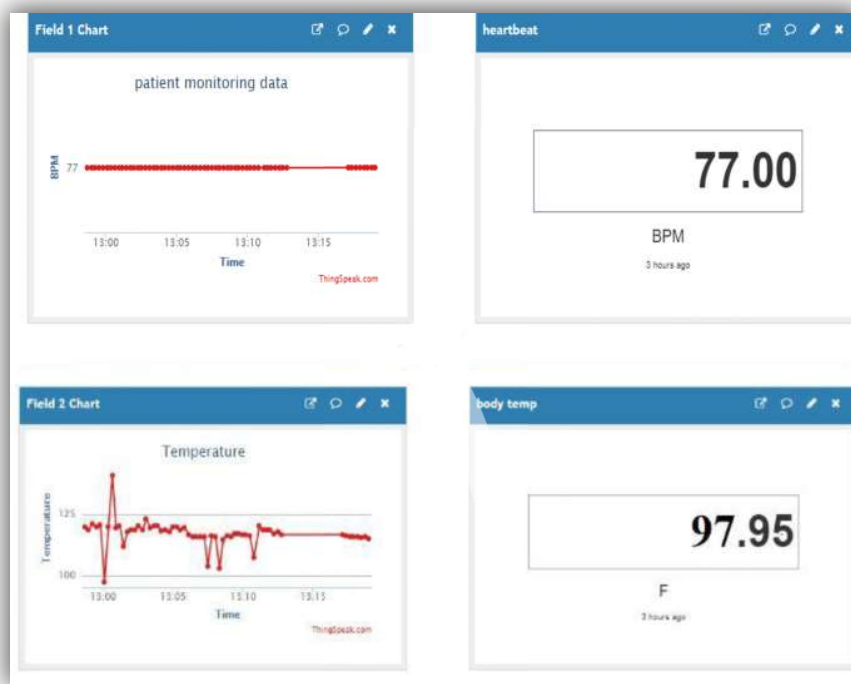 Field 1 Chart
patient monitoring data
BPM
77
13:00 13:05 13:10 13:15
Time
ThingSpeak.com
heartbeat
77.00
BPM
3 hours ago
Field 2 Chart
Temperature
Temperature
125
100
13:00 13:05 13:10 13:15
Time
ThingSpeak.com
body temp
97.95
F
3 hours ago